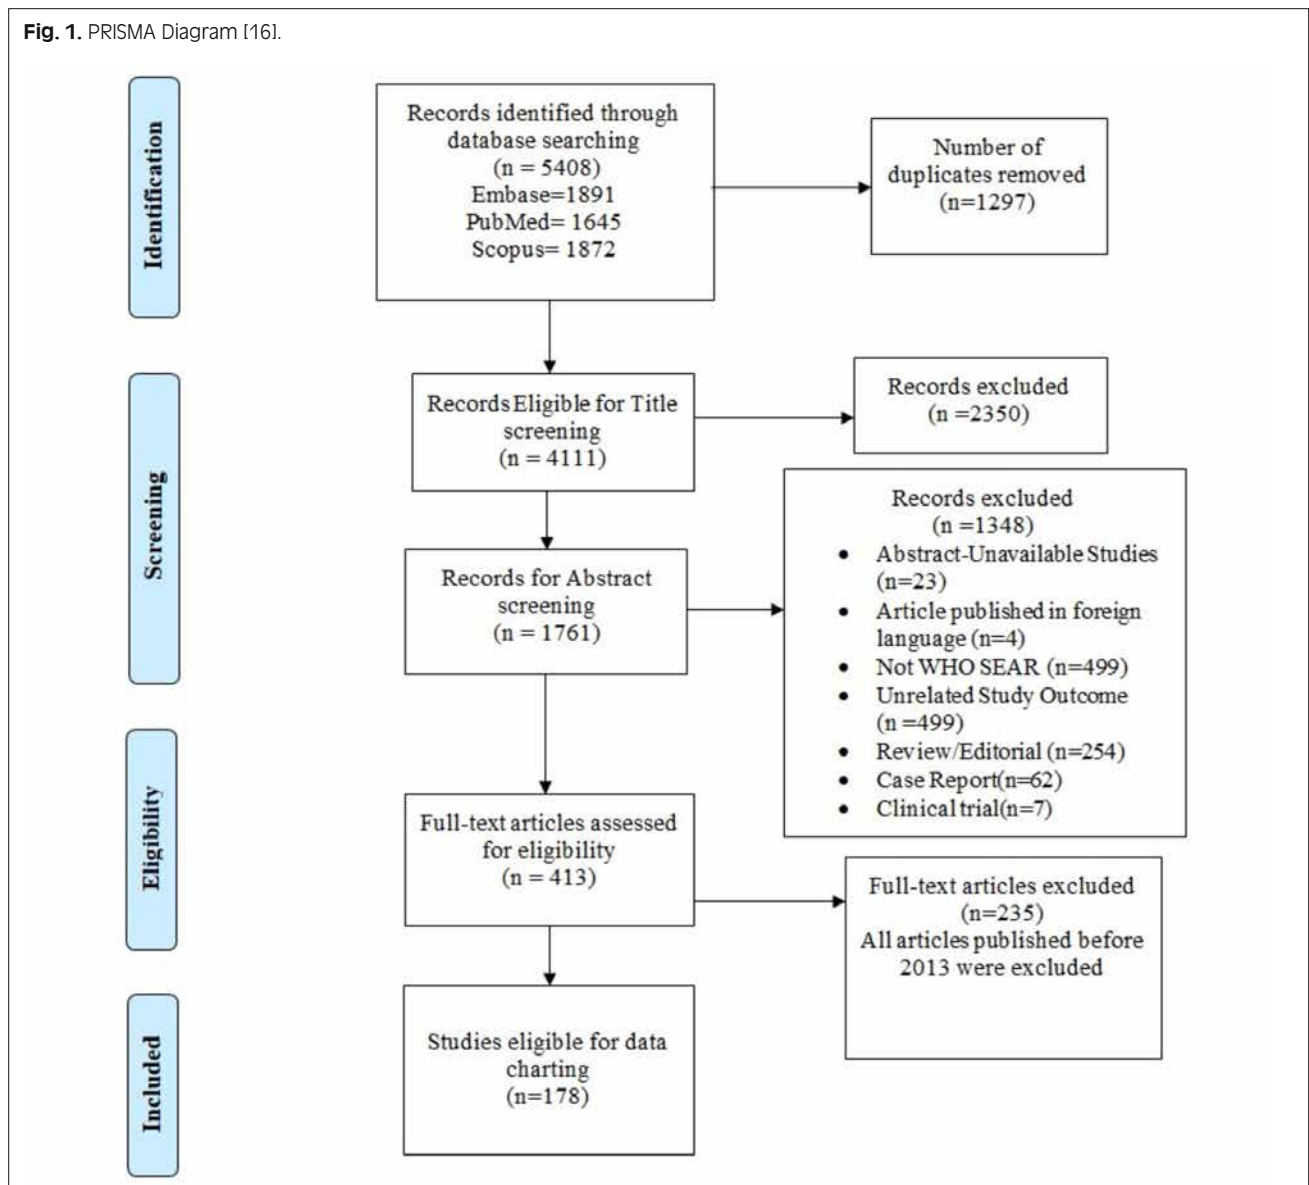 Fig. 1. PRISMA Diagram [16].
Identification
Records identified through
database searching
(n = 5408)
Embase=1891
PubMed= 1645
Scopus= 1872
Number of
duplicates removed
(n=1297)
Screening
Records Eligible for Title
screening
(n = 4111)
Records excluded
(n =2350)
Records for Abstract
screening
(n = 1761)
Records excluded
(n =1348)
• Abstract-Unavailable Studies
(n=23)
• Article published in foreign
language (n=4)
• Not WHO SEAR (n=499)
• Unrelated Study Outcome
(n =499)
• Review/Editorial (n=254)
• Case Report(n=62)
• Clinical trial(n=7)
Eligibility
Full-text articles assessed
for eligibility
(n = 413)
Full-text articles excluded
(n=235)
All articles published before
2013 were excluded
Included
Studies eligible for data
charting
(n=178)